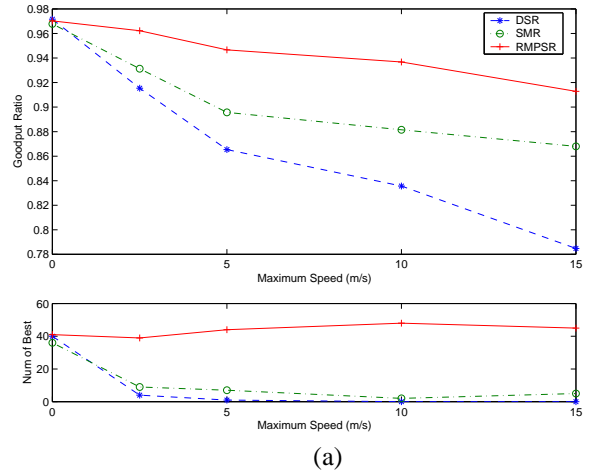 0.98
0.96
0.94
0.92
0.9
0.88
0.86
0.84
0.82
0.8
0.78
Goodput Ratio
DSR
SMR
RMPSR
0 5 10 15
Maximum Speed (m/s)
60
40
20
0
Num of Best
0 5 10 15
Maximum Speed (m/s)
(a)